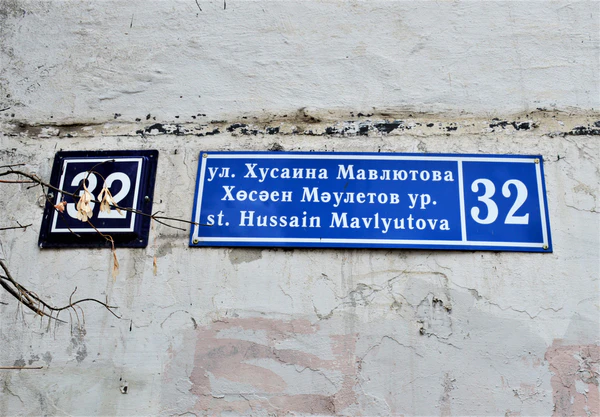 32
ул. Хусаина Мавлютова
Хөсәен Мәүлетов ур.
st. Hussain Mavlyutova
32